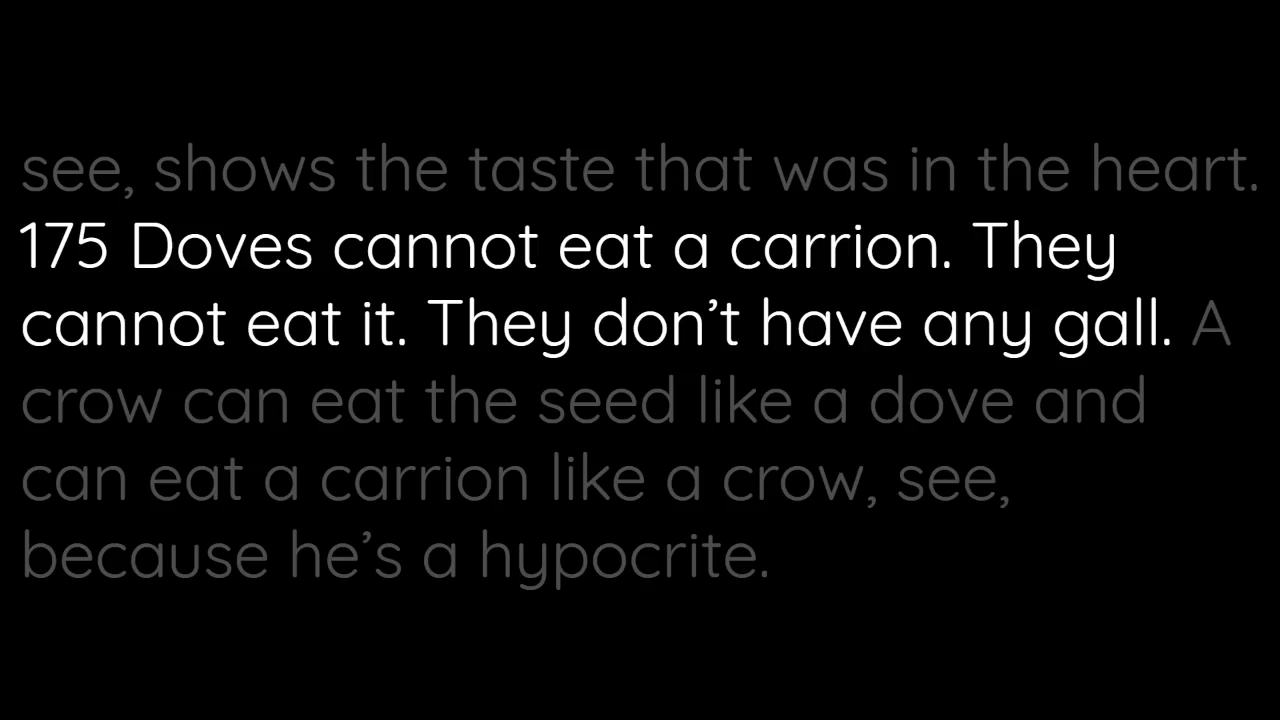 see, shows the taste that was in the heart.
175 Doves cannot eat a carrion. They
cannot eat it. They don’t have any gall. A
crow can eat the seed like a dove and
can eat a carrion like a crow, see,
because he’s a hypocrite.